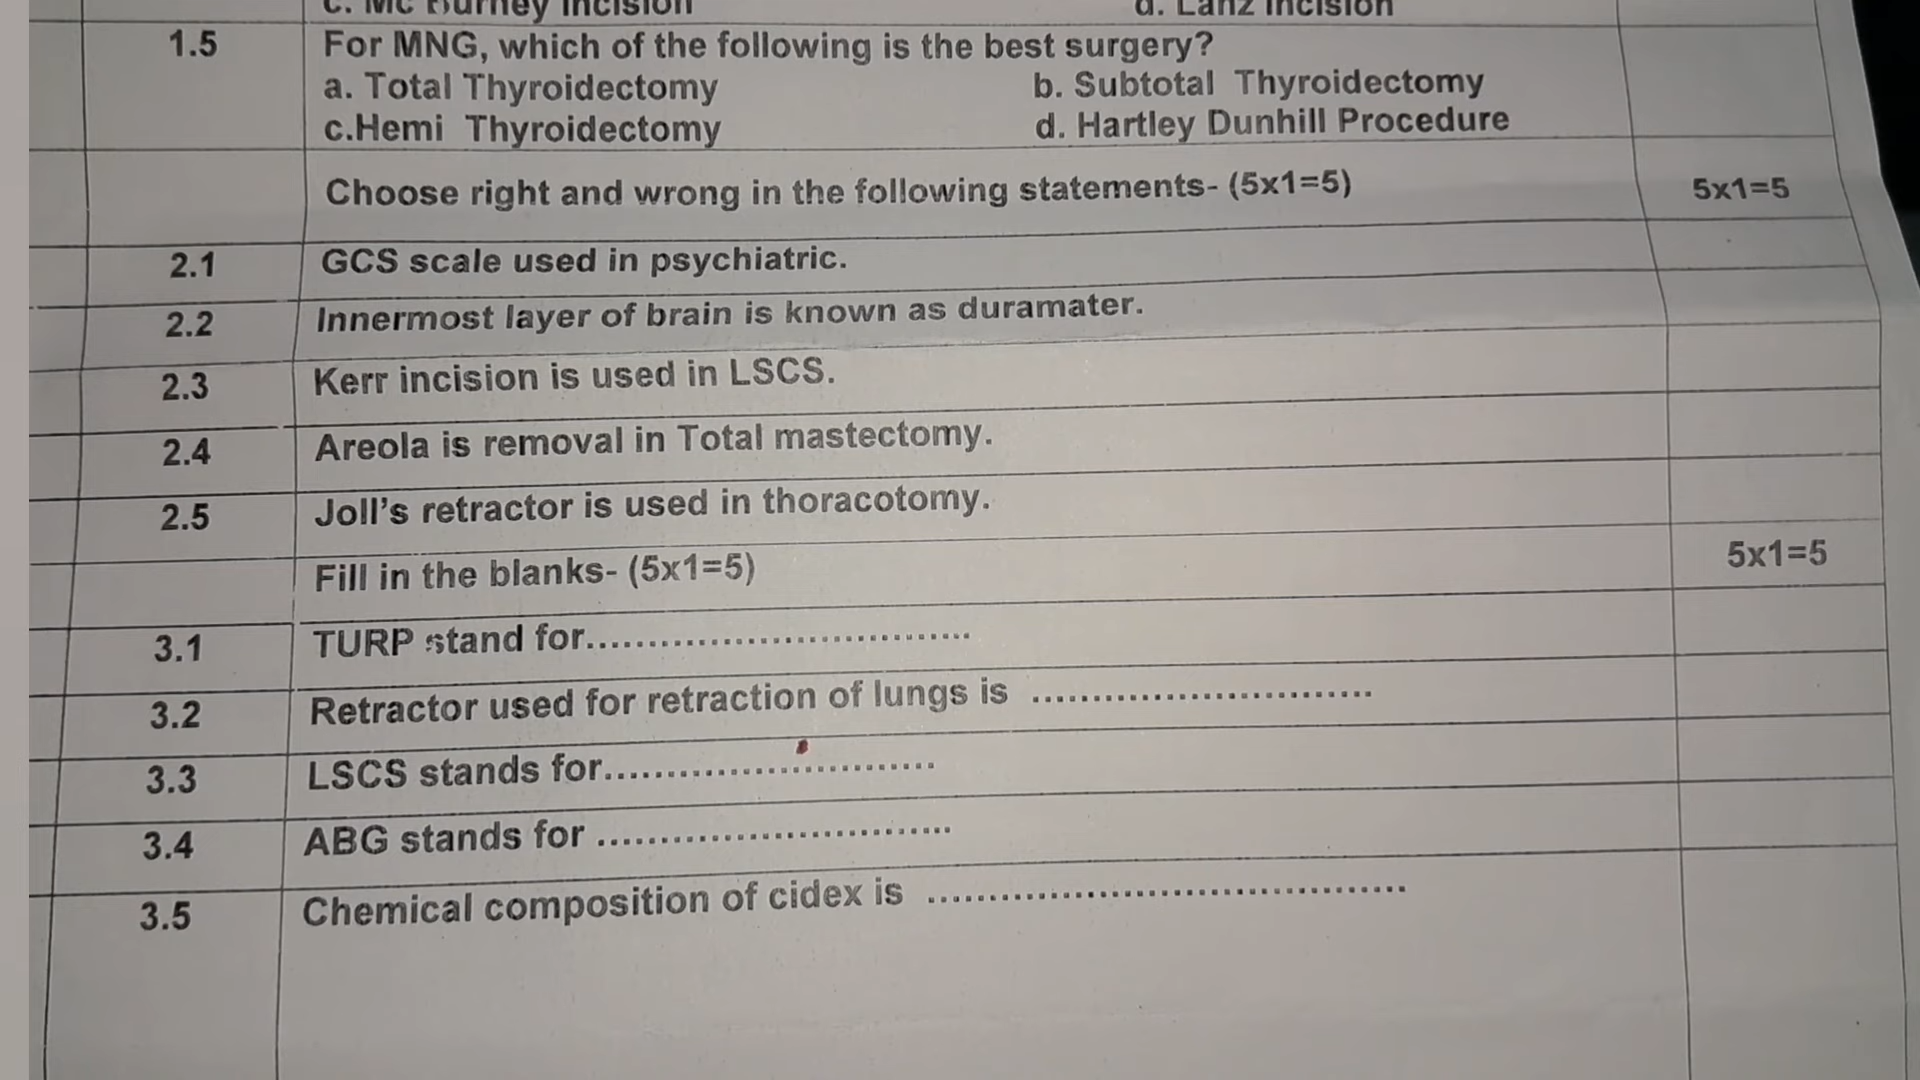 c. Mc Burney Incision d. Lanz Incision
1.5 For MNG, which of the following is the best surgery?
a. Total Thyroidectomy b. Subtotal Thyroidectomy
c.Hemi Thyroidectomy d. Hartley Dunhill Procedure
Choose right and wrong in the following statements- (5x1=5) 5x1=5
2.1 GCS scale used in psychiatric.
2.2 Innermost layer of brain is known as duramater.
2.3 Kerr incision is used in LSCS.
2.4 Areola is removal in Total mastectomy.
2.5 Joll's retractor is used in thoracotomy.
Fill in the blanks- (5x1=5) 5x1=5
3.1 TURP stand for................................
3.2 Retractor used for retraction of lungs is ............................
3.3 LSCS stands for...........................
3.4 ABG stands for .............................
3.5 Chemical composition of cidex is .......................................